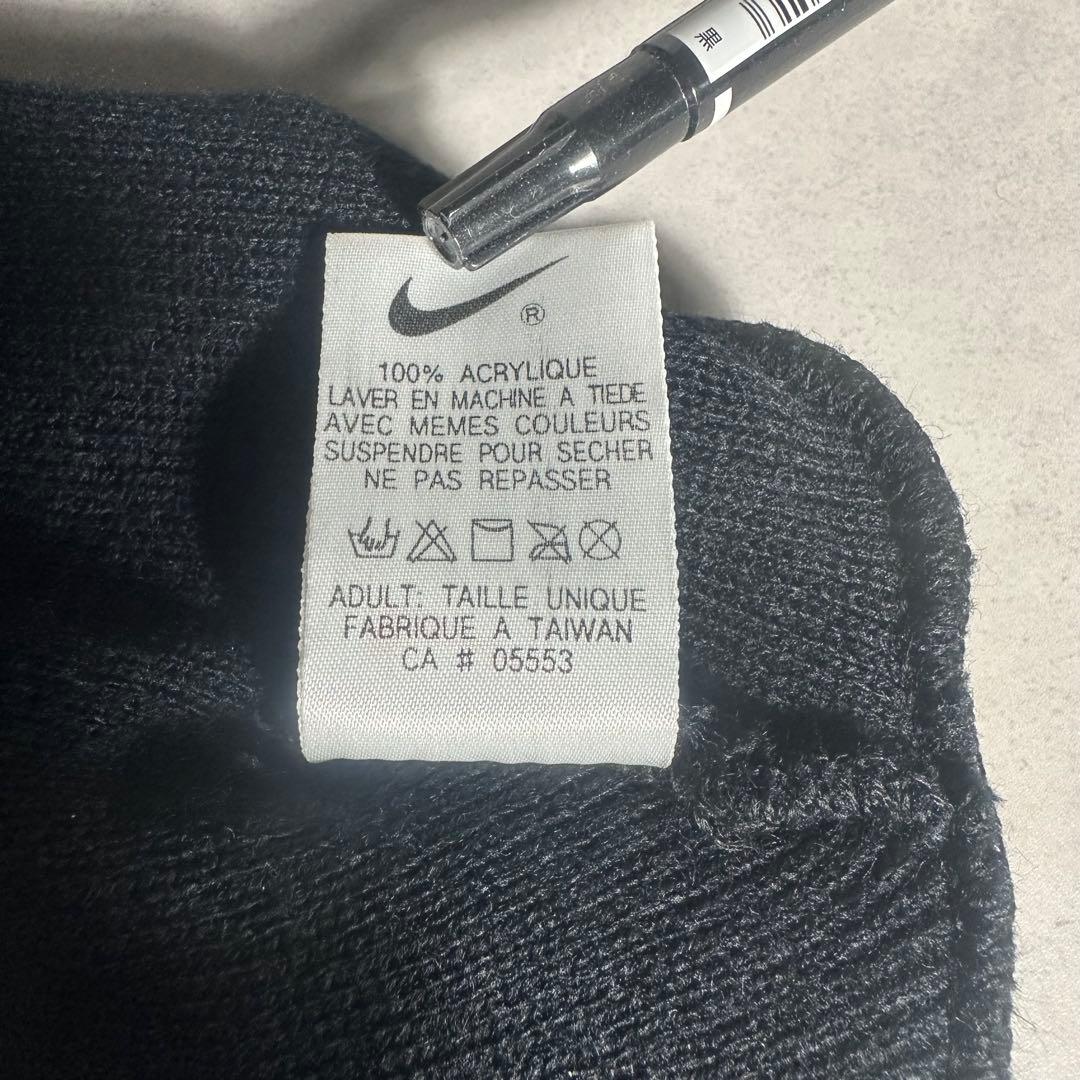 黒
®
100% ACRYLIQUE
LAVER EN MACHINE A TIEDE
AVEC MEMES COULEURS
SUSPENDRE POUR SECHER
NE PAS REPASSER
ADULT: TAILLE UNIQUE
FABRIQUE A TAIWAN
CA # 05553